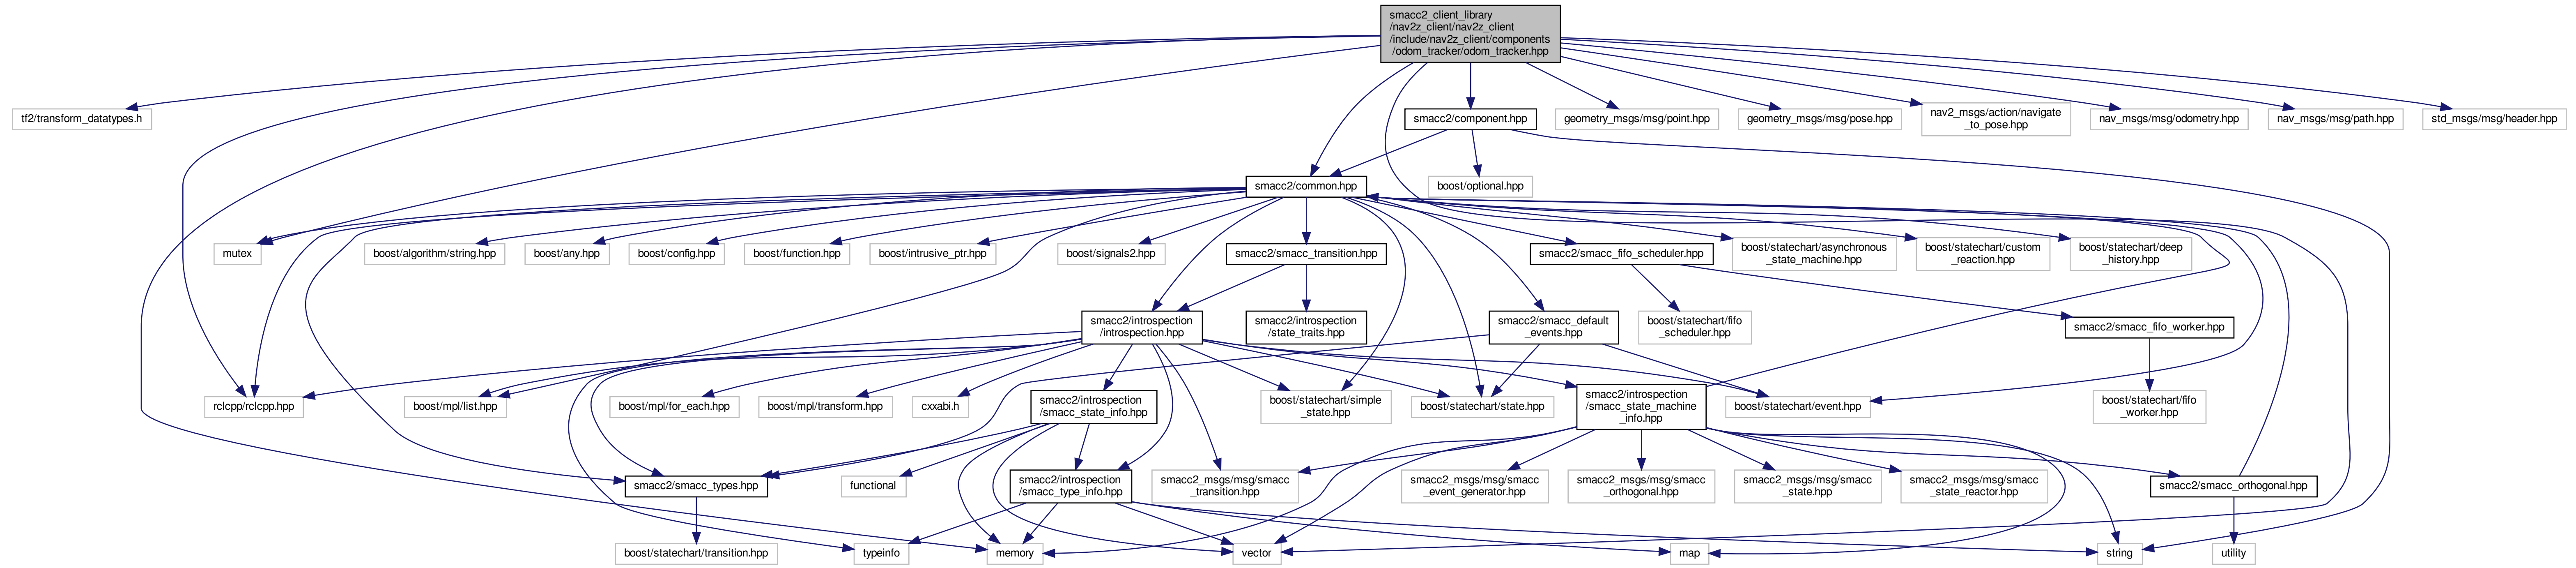 smacc2_client_library
/nav2z_client/nav2z_client
/include/nav2z_client/components
/odom_tracker/odom_tracker.hpp
tf2/transform_datatypes.h
smacc2/component.hpp
geometry_msgs/msg/point.hpp
geometry_msgs/msg/pose.hpp
nav2_msgs/action/navigate
_to_pose.hpp
nav_msgs/msg/odometry.hpp
nav_msgs/msg/path.hpp
std_msgs/msg/header.hpp
smacc2/common.hpp
boost/optional.hpp
mutex
boost/algorithm/string.hpp
boost/any.hpp
boost/config.hpp
boost/function.hpp
boost/intrusive_ptr.hpp
boost/signals2.hpp
smacc2/smacc_transition.hpp
smacc2/smacc_fifo_scheduler.hpp
boost/statechart/asynchronous
_state_machine.hpp
boost/statechart/custom
_reaction.hpp
boost/statechart/deep
_history.hpp
smacc2/introspection
/introspection.hpp
smacc2/introspection
/state_traits.hpp
smacc2/smacc_default
_events.hpp
boost/statechart/fifo
_scheduler.hpp
smacc2/smacc_fifo_worker.hpp
rclcpp/rclcpp.hpp
boost/mpl/list.hpp
boost/mpl/for_each.hpp
boost/mpl/transform.hpp
cxxabi.h
smacc2/introspection
/smacc_state_info.hpp
boost/statechart/simple
_state.hpp
boost/statechart/state.hpp
smacc2/introspection
/smacc_state_machine
_info.hpp
boost/statechart/event.hpp
boost/statechart/fifo
_worker.hpp
smacc2/smacc_types.hpp
functional
smacc2/introspection
/smacc_type_info.hpp
smacc2_msgs/msg/smacc
_transition.hpp
smacc2_msgs/msg/smacc
_event_generator.hpp
smacc2_msgs/msg/smacc
_orthogonal.hpp
smacc2_msgs/msg/smacc
_state.hpp
smacc2_msgs/msg/smacc
_state_reactor.hpp
smacc2/smacc_orthogonal.hpp
boost/statechart/transition.hpp
typeinfo
memory
vector
map
string
utility